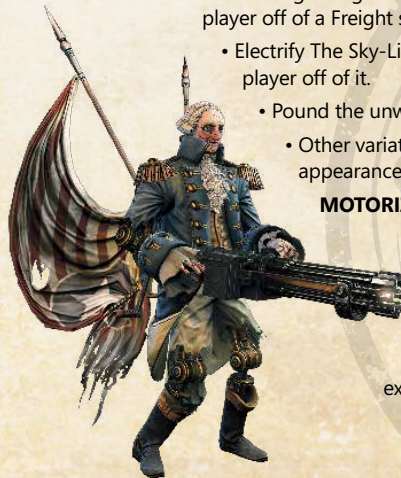 player off of a Freight s
• Electrify The Sky-Li
player off of it.
• Pound the unw
• Other variat
appearance
MOTORIZ
ex